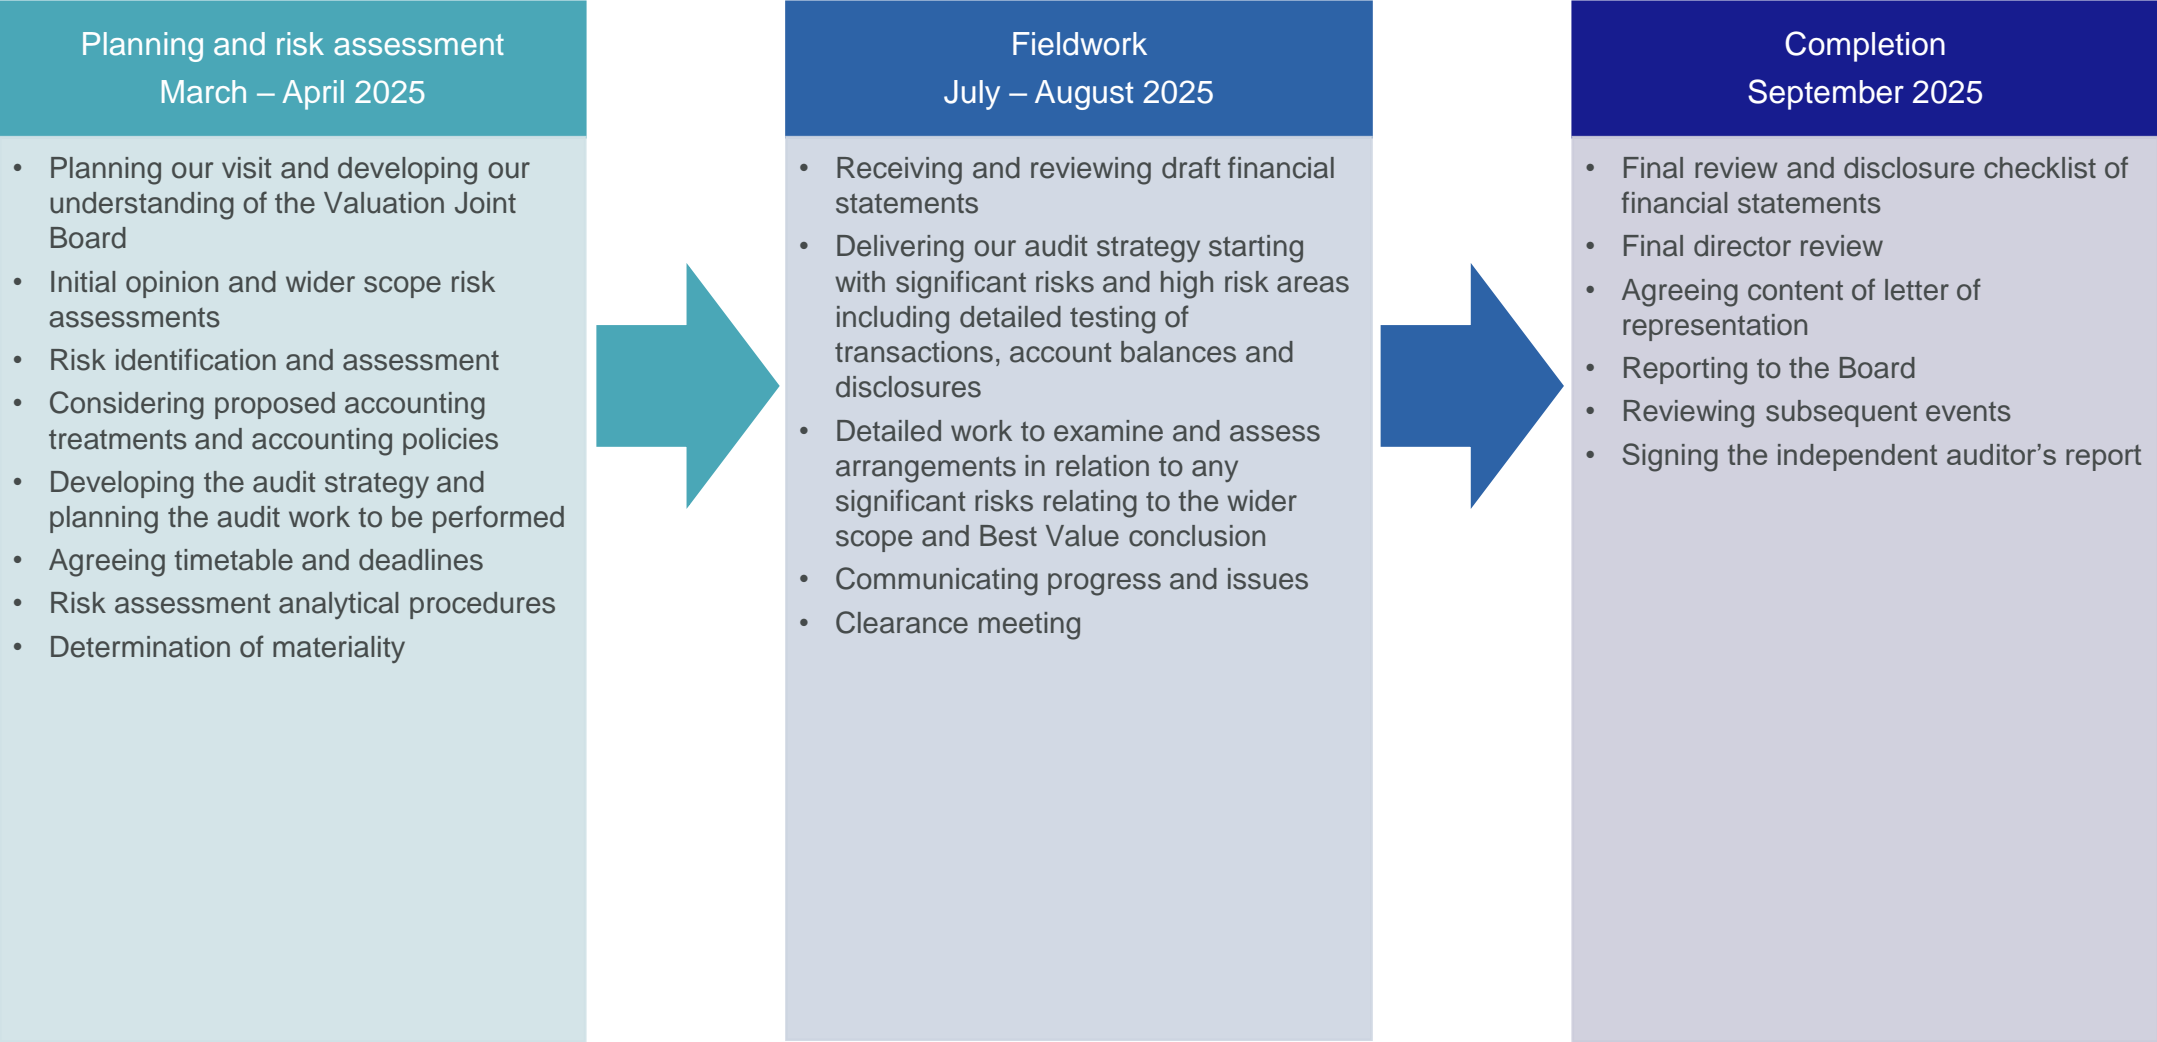 Planning and risk assessment
March – April 2025
• Planning our visit and developing our
understanding of the Valuation Joint
Board
• Initial opinion and wider scope risk
assessments
• Risk identification and assessment
• Considering proposed accounting
treatments and accounting policies
• Developing the audit strategy and
planning the audit work to be performed
• Agreeing timetable and deadlines
• Risk assessment analytical procedures
• Determination of materiality
Fieldwork
July – August 2025
• Receiving and reviewing draft financial
statements
• Delivering our audit strategy starting
with significant risks and high risk areas
including detailed testing of
transactions, account balances and
disclosures
• Detailed work to examine and assess
arrangements in relation to any
significant risks relating to the wider
scope and Best Value conclusion
• Communicating progress and issues
• Clearance meeting
Completion
September 2025
• Final review and disclosure checklist of
financial statements
• Final director review
• Agreeing content of letter of
representation
• Reporting to the Board
• Reviewing subsequent events
• Signing the independent auditor’s report